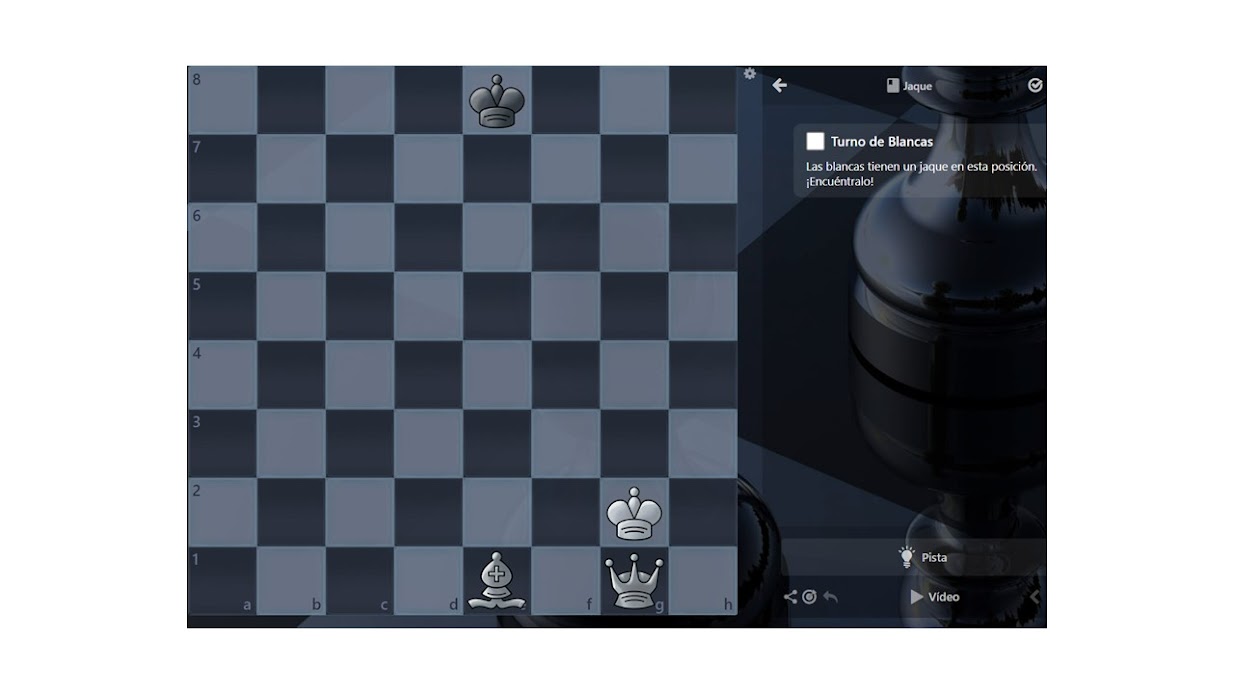 8
7
6
5
4
3
2
1
a b c d e f g h
Jaque
Turno de Blancas
Las blancas tienen un jaque en esta posición.
¡Encuéntralo!
Pista
Vídeo